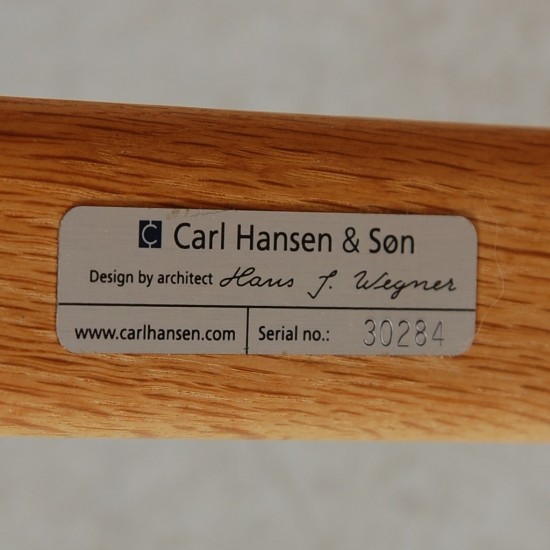 Carl Hansen & Søn
Design by architect Hans J. Wegner
www.carlhansen.com
Serial no.: 30284